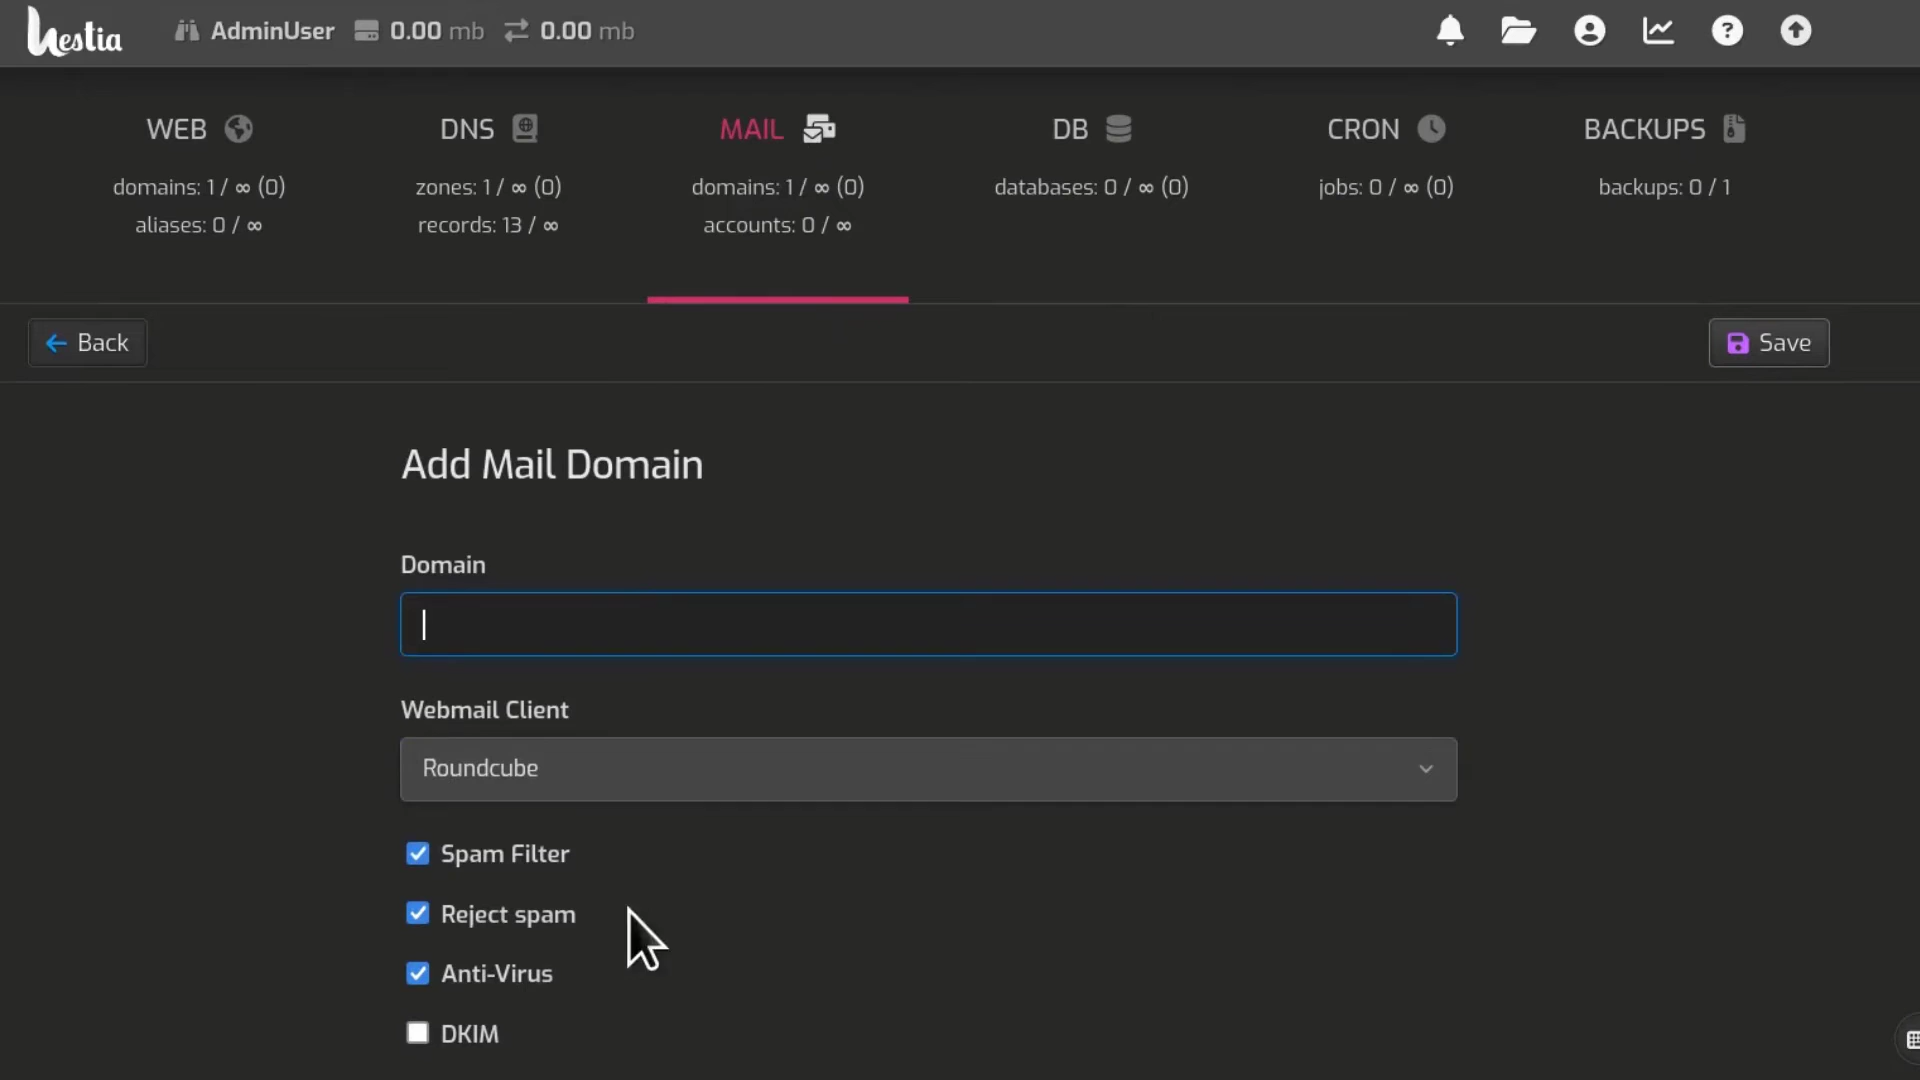 hestia AdminUser 0.00 mb 0.00 mb
WEB DNS MAIL DB CRON BACKUPS
domains: 1 / ∞ (0) zones: 1 / ∞ (0) domains: 1 / ∞ (0) databases: 0 / ∞ (0) jobs: 0 / ∞ (0) backups: 0 / 1
aliases: 0 / ∞ records: 13 / ∞ accounts: 0 / ∞
Back Save
Add Mail Domain
Domain
Webmail Client
Roundcube
Spam Filter
Reject spam
Anti-Virus
DKIM